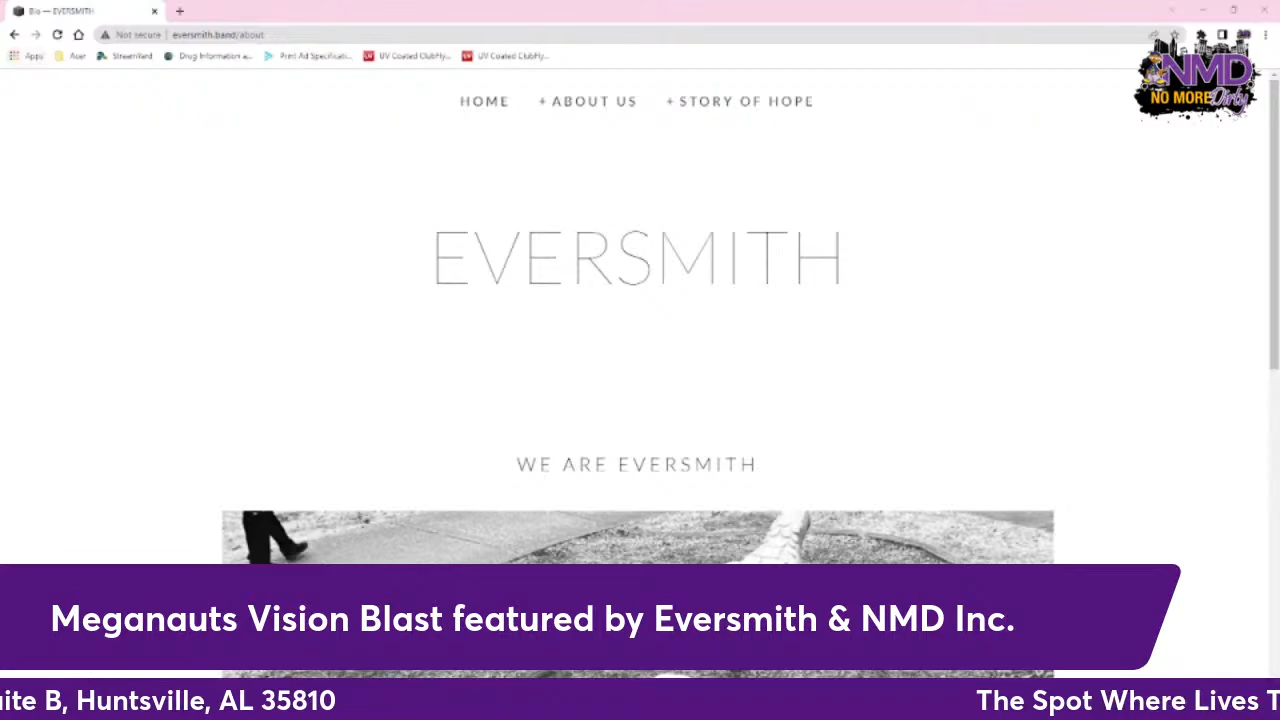 Bio — EVERSMITH
Not secure | eversmith.band/about
Apps Acer StreamYard Drug Information a... Print Ad Specificati... UV Coated ClubFly... UV Coated ClubFly...
NMD
NO MORE Dirty
HOME + ABOUT US + STORY OF HOPE
EVERSMITH
WE ARE EVERSMITH
Meganauts Vision Blast featured by Eversmith & NMD Inc.
uite B, Huntsville, AL 35810 The Spot Where Lives T